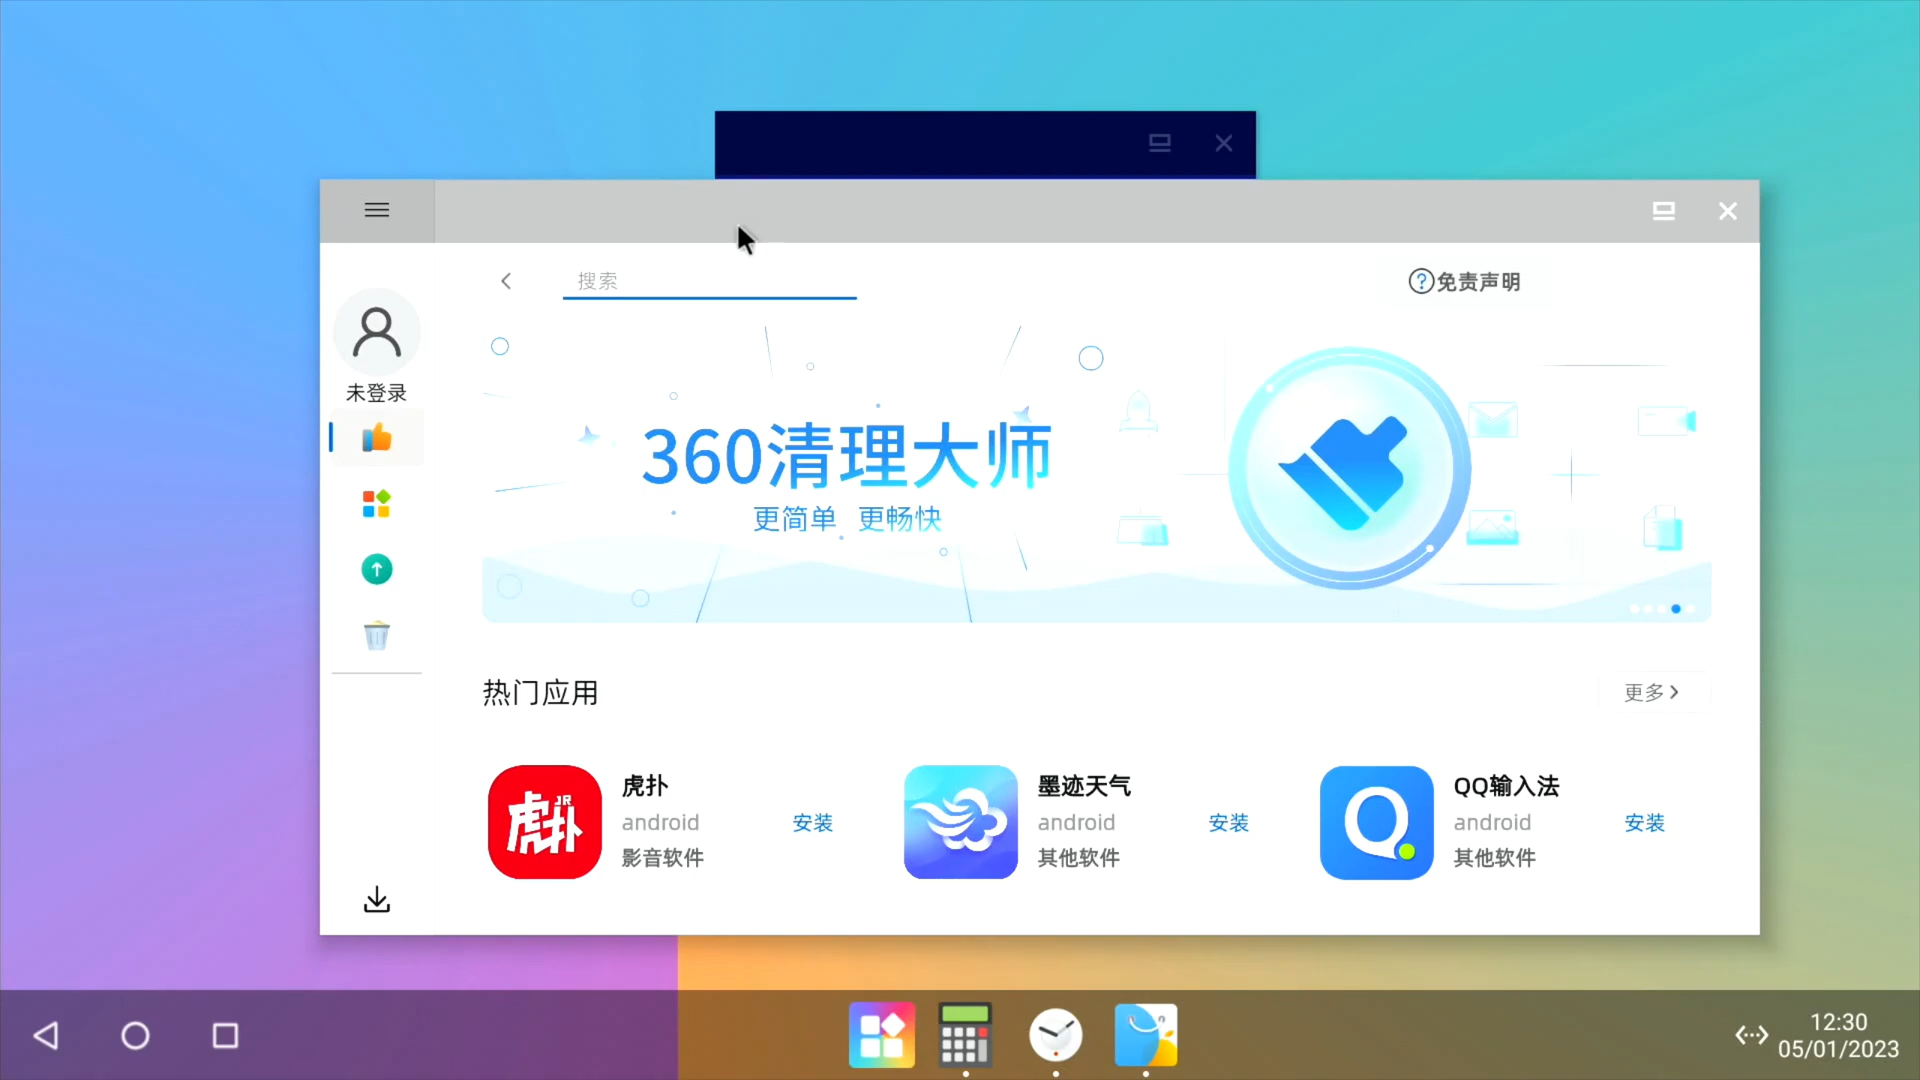 搜索
免责声明
未登录
360清理大师
更简单 更畅快
热门应用
更多
虎扑
android
影音软件
安装
墨迹天气
android
其他软件
安装
QQ输入法
android
其他软件
安装
虎扑
JR
12:30
05/01/2023